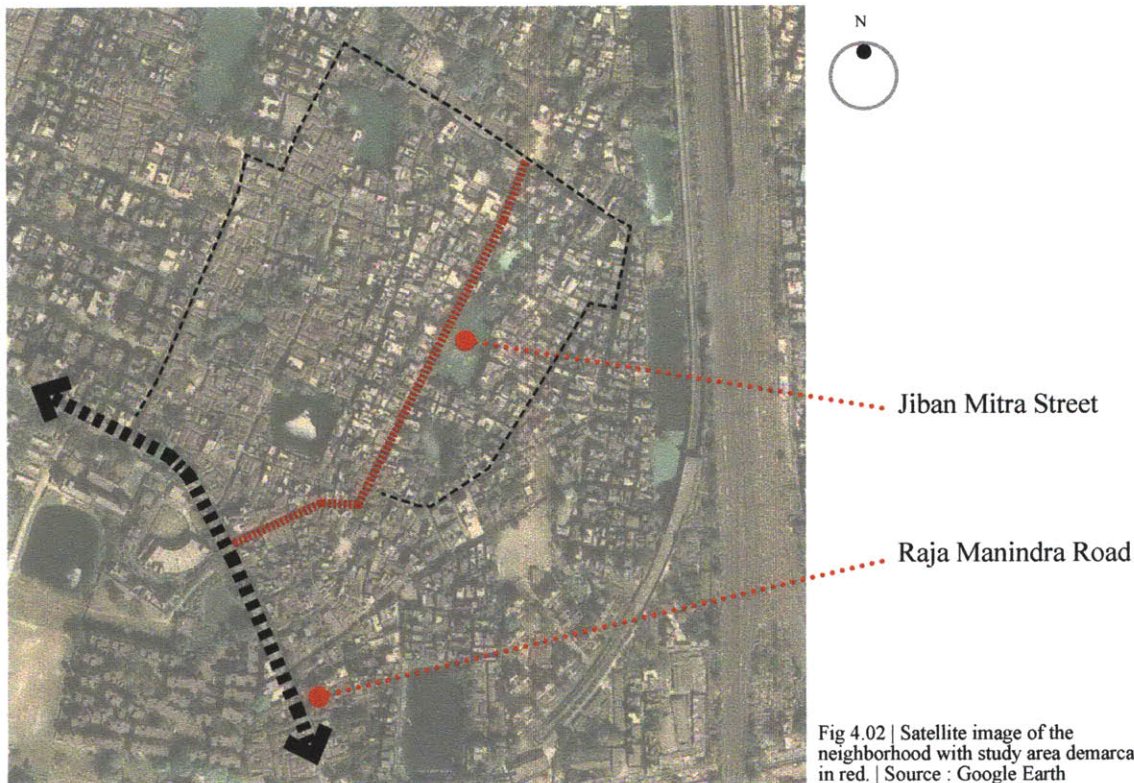 N
Jiban Mitra Street
Raja Manindra Road
Fig 4.02 | Satellite image of the
neighborhood with study area demarca
in red. | Source : Google Earth